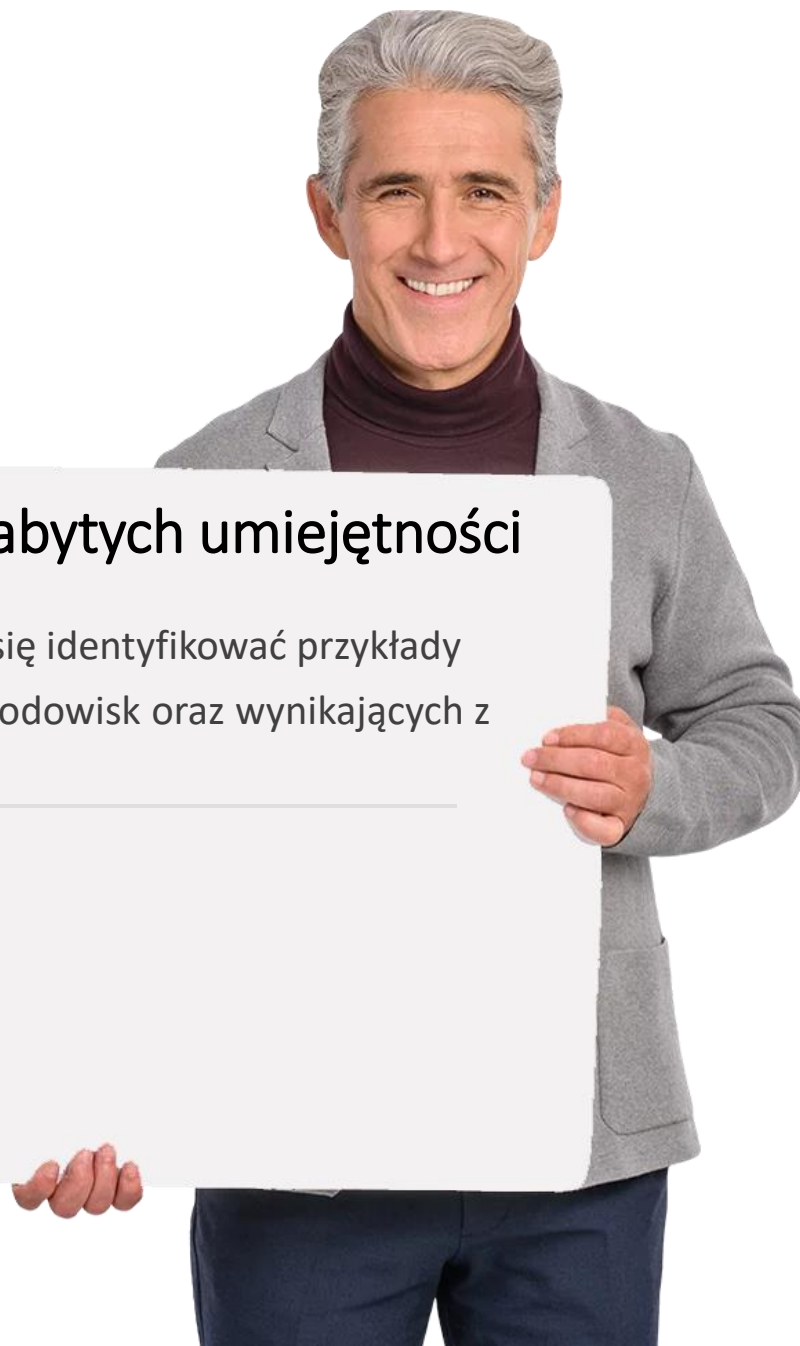 abytych umiejętności
się identyfikować przykłady
odowisk oraz wynikających z